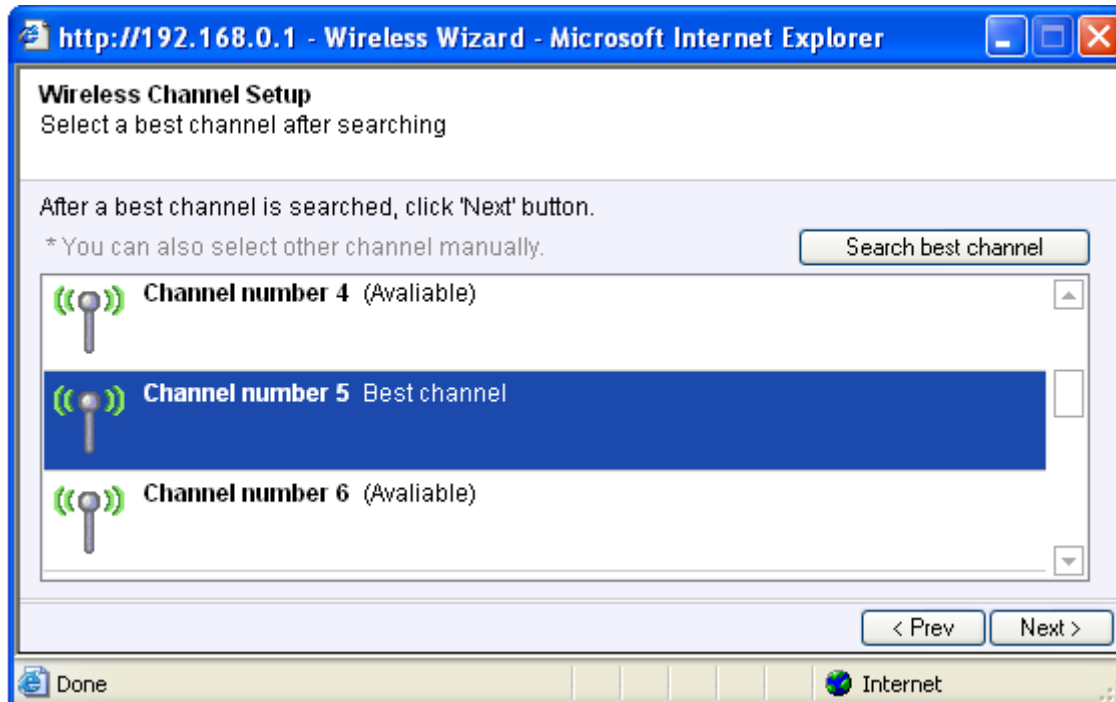 http://192.168.0.1 - Wireless Wizard - Microsoft Internet Explorer
Wireless Channel Setup
Select a best channel after searching
After a best channel is searched, click 'Next' button.
* You can also select other channel manually.
Search best channel
Channel number 4 (Avaliable)
Channel number 5 Best channel
Channel number 6 (Avaliable)
< Prev
Next >
Done
Internet